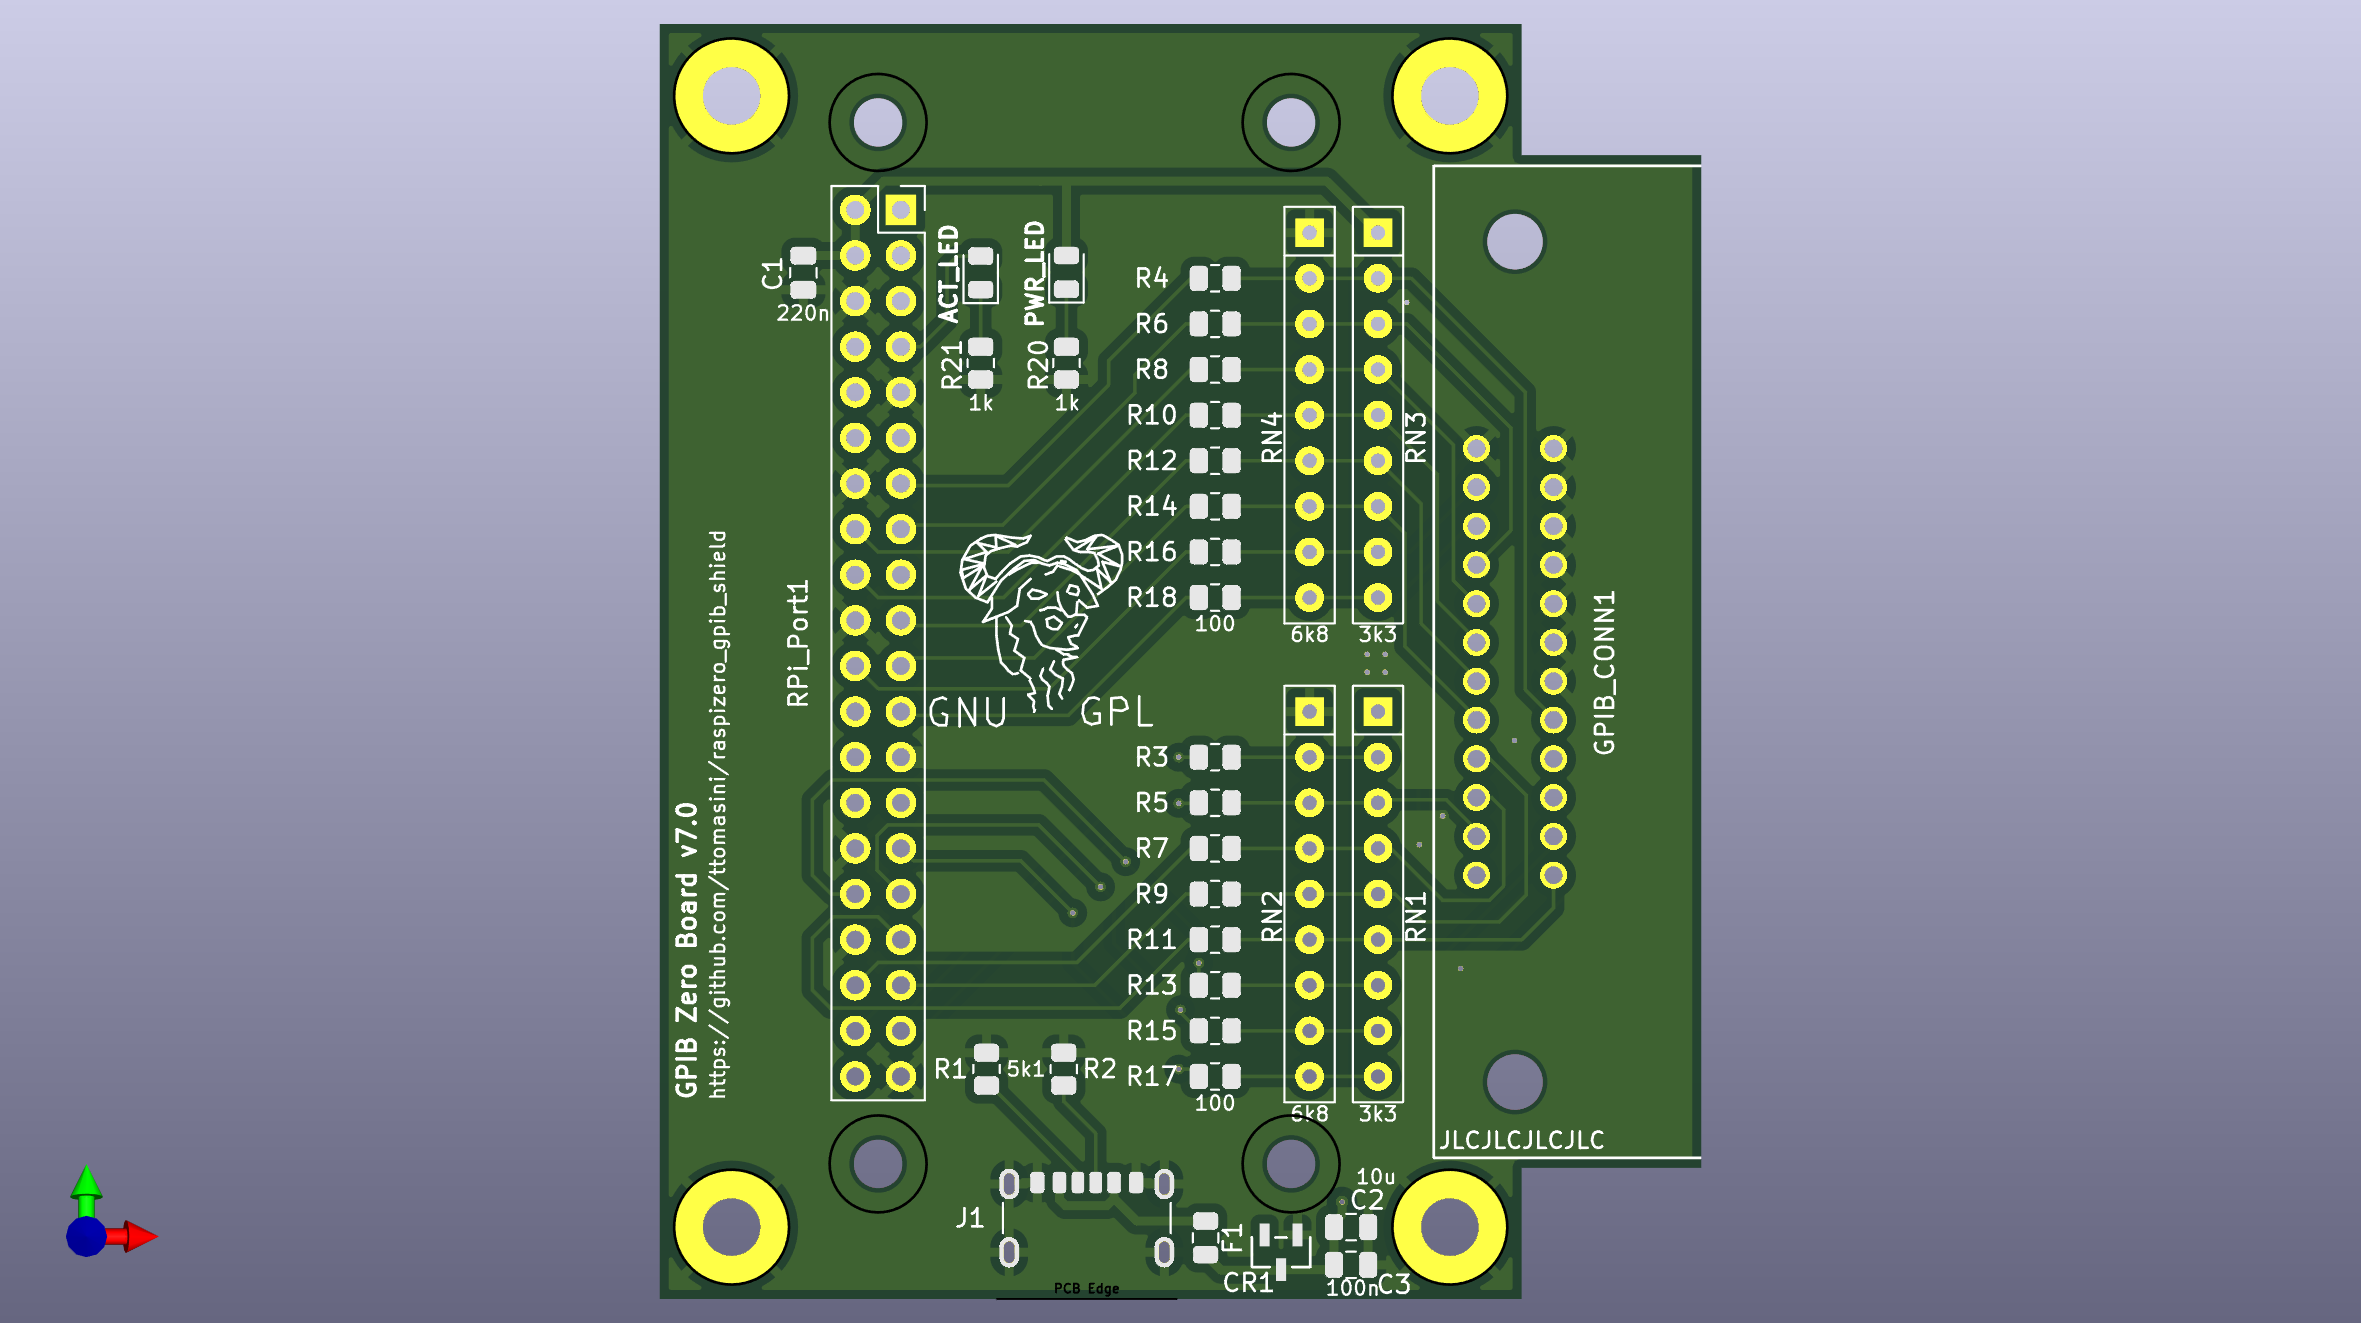 C1
220n
ACT_LED
PWR_LED
R21
1k
R20
1k
R4
R6
R8
R10
R12
R14
R16
R18
100
RN4
6k8
RN3
3k3
RPi_Port1
GNU
GPL
GPIB_CONN1
GPIB Zero Board v7.0
https://github.com/ttomasini/raspizero_gpib_shield
R3
R5
R7
R9
R11
R13
R15
R17
100
RN2
6k8
RN1
3k3
R1
5k1
R2
JLCJLCJLCJLC
J1
F1
CR1
10u
C2
100n
C3
PCB Edge